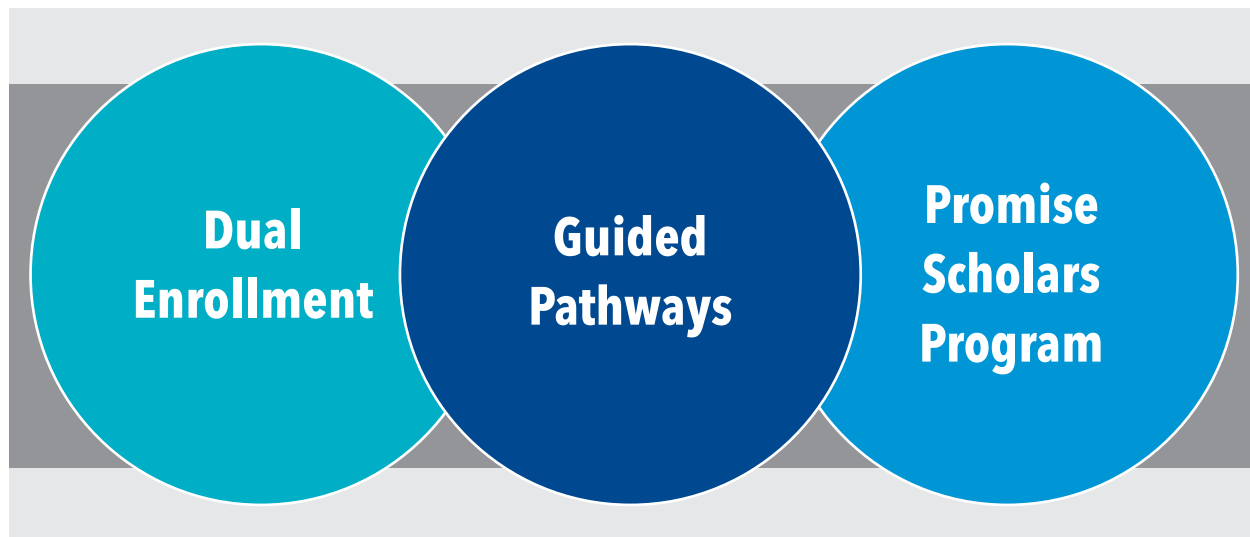 Dual
Enrollment
Guided
Pathways
Promise
Scholars
Program